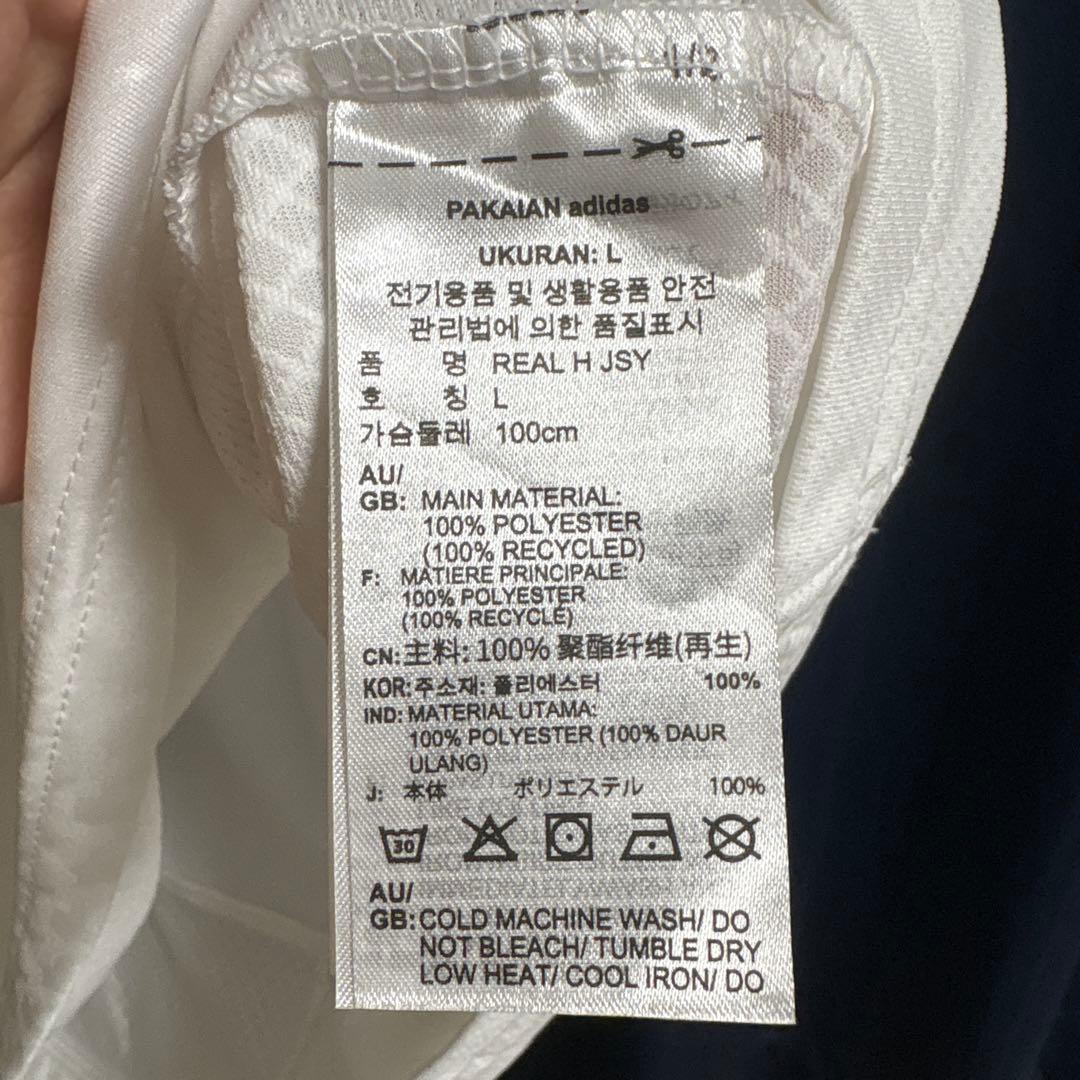 1/2
PAKAIAN adidas
UKURAN: L
전기용품 및 생활용품 안전
관리법에 의한 품질표시
품 명 REAL H JSY
호 칭 L
가슴둘레 100cm
AU/
GB: MAIN MATERIAL:
100% POLYESTER
(100% RECYCLED)
F: MATIERE PRINCIPALE:
100% POLYESTER
(100% RECYCLÉ)
CN: 主料: 100% 聚酯纤维(再生)
KOR: 주소재: 폴리에스터 100%
IND: MATERIAL UTAMA:
100% POLYESTER (100% DAUR
ULANG)
J: 本体 ポリエステル 100%
30
AU/
GB: COLD MACHINE WASH/ DO
NOT BLEACH/ TUMBLE DRY
LOW HEAT/ COOL IRON/ DO